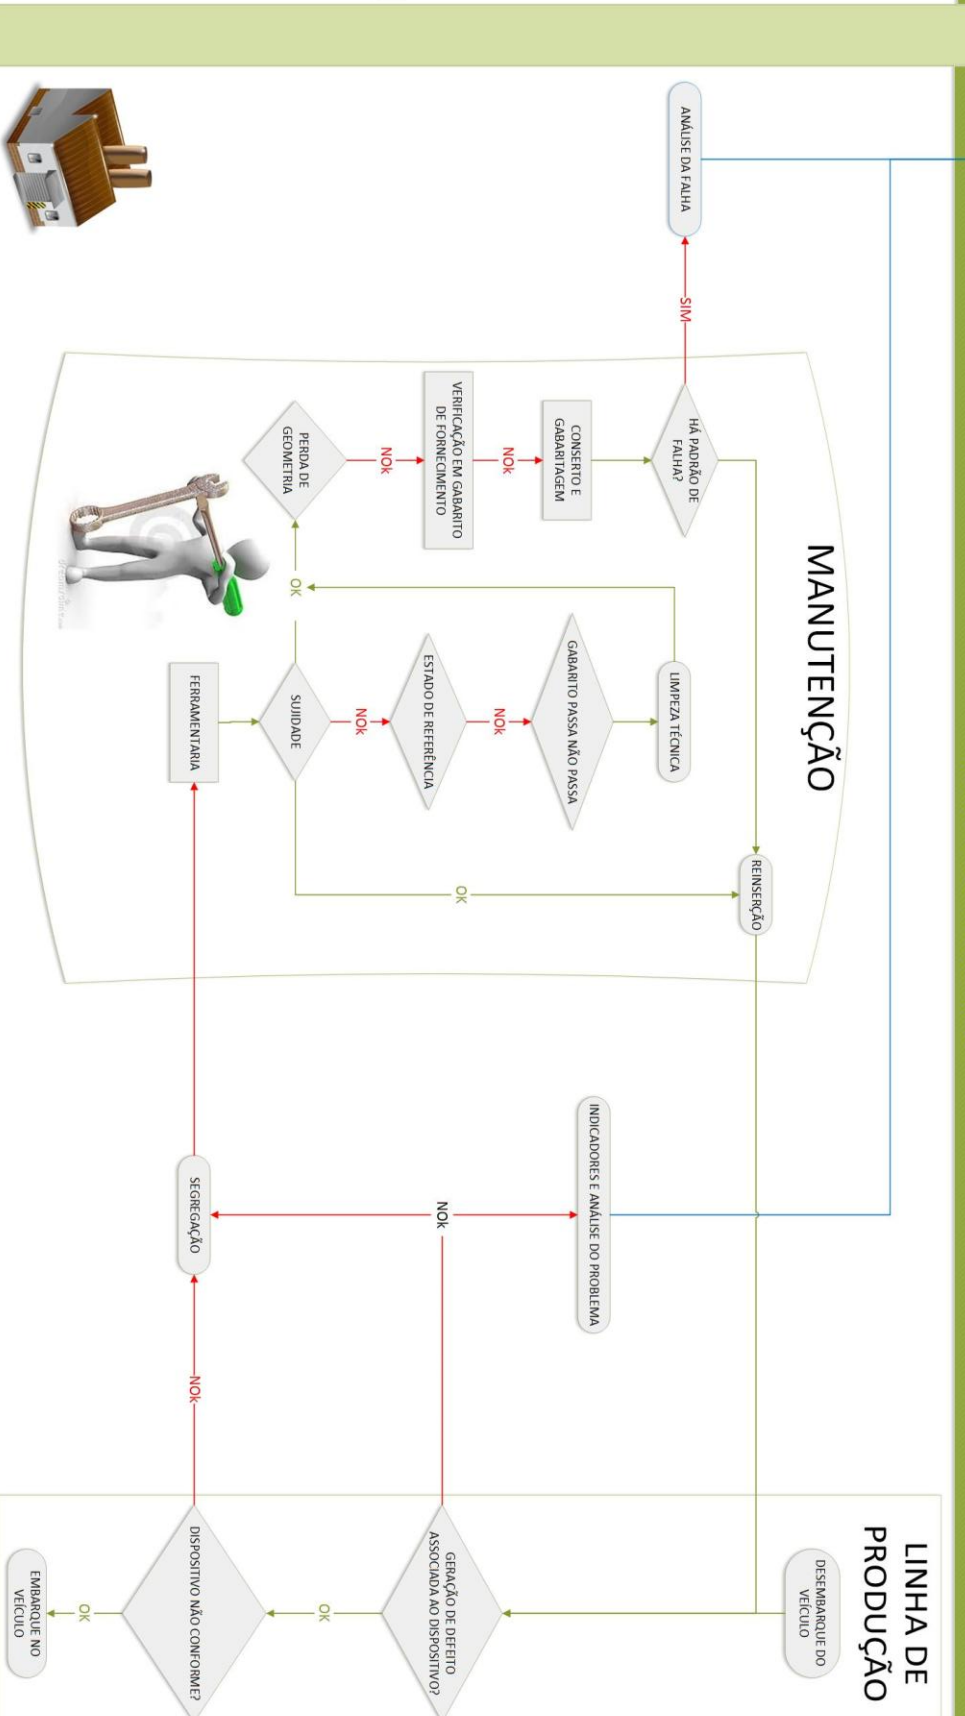 LINHA DE
PRODUÇÃO
DESEMBARQUE DO
VEÍCULO
GERAÇÃO DE DEFEITO
ASSOCIADA AO DISPOSITIVO?
OK
DISPOSITIVO NÃO CONFORME?
OK
EMBARQUE NO
VEÍCULO
NOk
NOk
INDICADORES E ANÁLISE DO PROBLEMA
SEGREGAÇÃO
MANUTENÇÃO
REINSERÇÃO
OK
FERRAMENTARIA
SUJIDADE
NOk
ESTADO DE REFERÊNCIA
NOk
GABARITO PASSA NÃO PASSA
LIMPEZA TÉCNICA
OK
PERDA DE
GEOMETRIA
NOk
VERIFICAÇÃO EM GABARITO
DE FORNECIMENTO
NOk
CONSERTO E
GABARITAGEM
HÁ PADRÃO DE
FALHA?
SIM
ANÁLISE DA FALHA